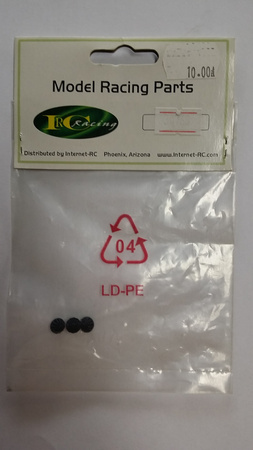 10.00A
Model Racing Parts
IRC Racing
Distributed by Internet-RC Phoenix, Arizona www.Internet-RC.com
04
LD-PE